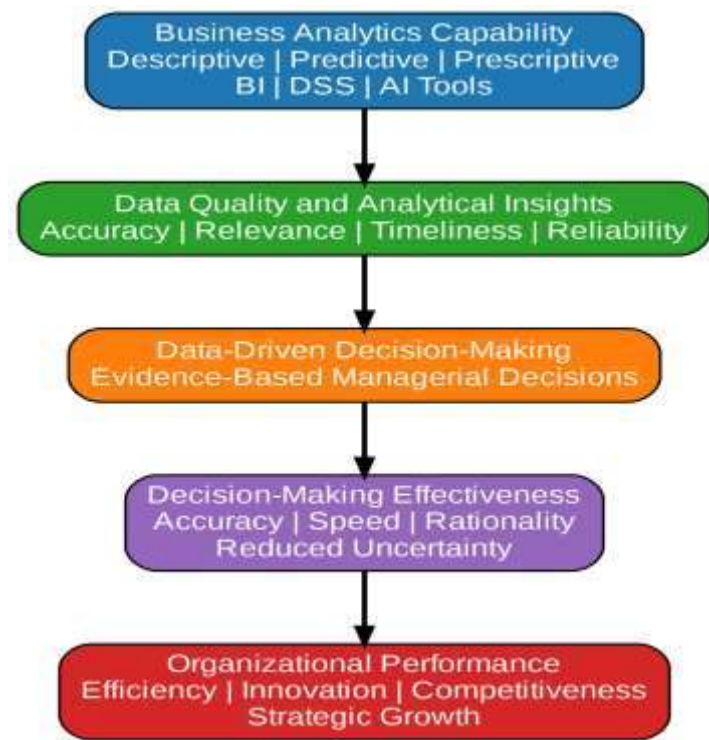 Business Analytics Capability
Descriptive | Predictive | Prescriptive
BI | DSS | AI Tools
Data Quality and Analytical Insights
Accuracy | Relevance | Timeliness | Reliability
Data-Driven Decision-Making
Evidence-Based Managerial Decisions
Decision-Making Effectiveness
Accuracy | Speed | Rationality
Reduced Uncertainty
Organizational Performance
Efficiency | Innovation | Competitiveness
Strategic Growth